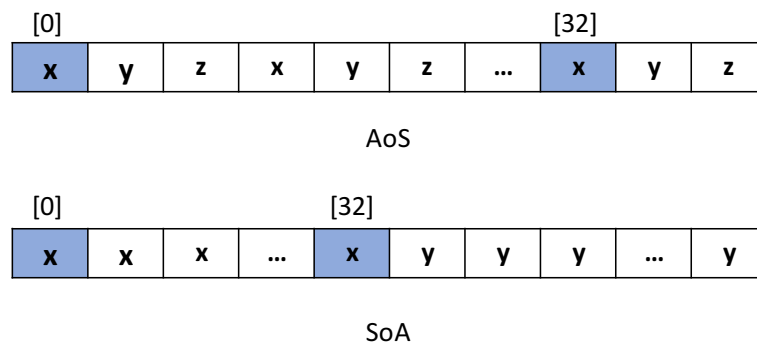 [0] [32]
x y z x y z ... x y z
AoS
[0] [32]
x x x ... x y y y ... y
SoA